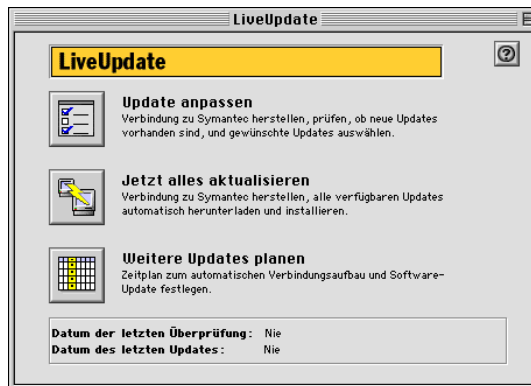 LiveUpdate
LiveUpdate
Update anpassen
Verbindung zu Symantec herstellen, prüfen, ob neue Updates
vorhanden sind, und gewünschte Updates auswählen.
Jetzt alles aktualisieren
Verbindung zu Symantec herstellen, alle verfügbaren Updates
automatisch herunterladen und installieren.
Weitere Updates planen
Zeitplan zum automatischen Verbindungsaufbau und Software-
Update festlegen.
Datum der letzten Überprüfung: Nie
Datum des letzten Updates: Nie